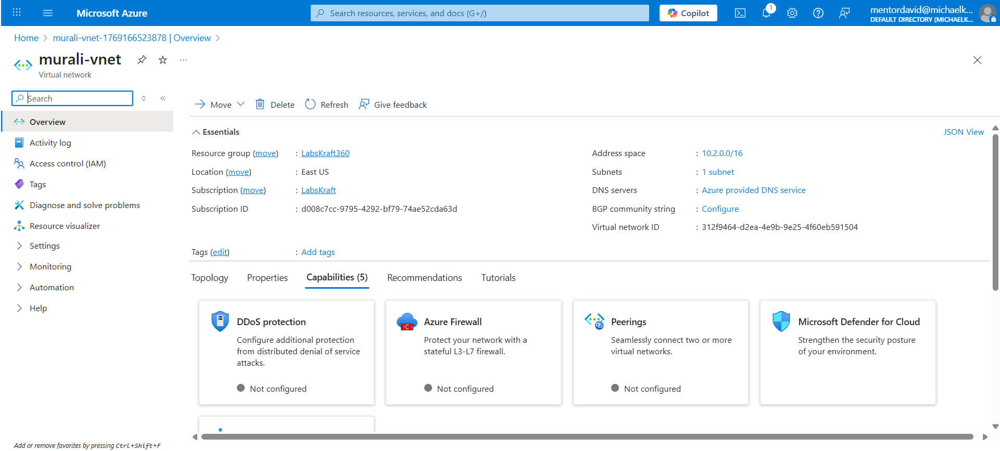 Microsoft Azure
Search resources, services, and docs (G+/)
Copilot
1
mentordavid@michaelk...
DEFAULT DIRECTORY (MICHAELK...
Home > murali-vnet-1769166523878 | Overview >
murali-vnet
Virtual network
Search
Overview
Activity log
Access control (IAM)
Tags
Diagnose and solve problems
Resource visualizer
Settings
Monitoring
Automation
Help
Add or remove favorites by pressing Ctrl+Shift+F
Move
Delete
Refresh
Give feedback
Essentials
JSON View
Resource group (move) : LabsKraft360
Location (move) : East US
Subscription (move) : LabsKraft
Subscription ID : d008c7cc-9795-4292-bf79-74ae52cda63d
Address space : 10.2.0.0/16
Subnets : 1 subnet
DNS servers : Azure provided DNS service
BGP community string : Configure
Virtual network ID : 312f9464-d2ea-4e9b-9e25-4f60eb591504
Tags (edit) : Add tags
Topology Properties Capabilities (5) Recommendations Tutorials
DDoS protection
Configure additional protection
from distributed denial of service
attacks.
Not configured
Azure Firewall
Protect your network with a
stateful L3-L7 firewall.
Not configured
Peerings
Seamlessly connect two or more
virtual networks.
Not configured
Microsoft Defender for Cloud
Strengthen the security posture
of your environment.